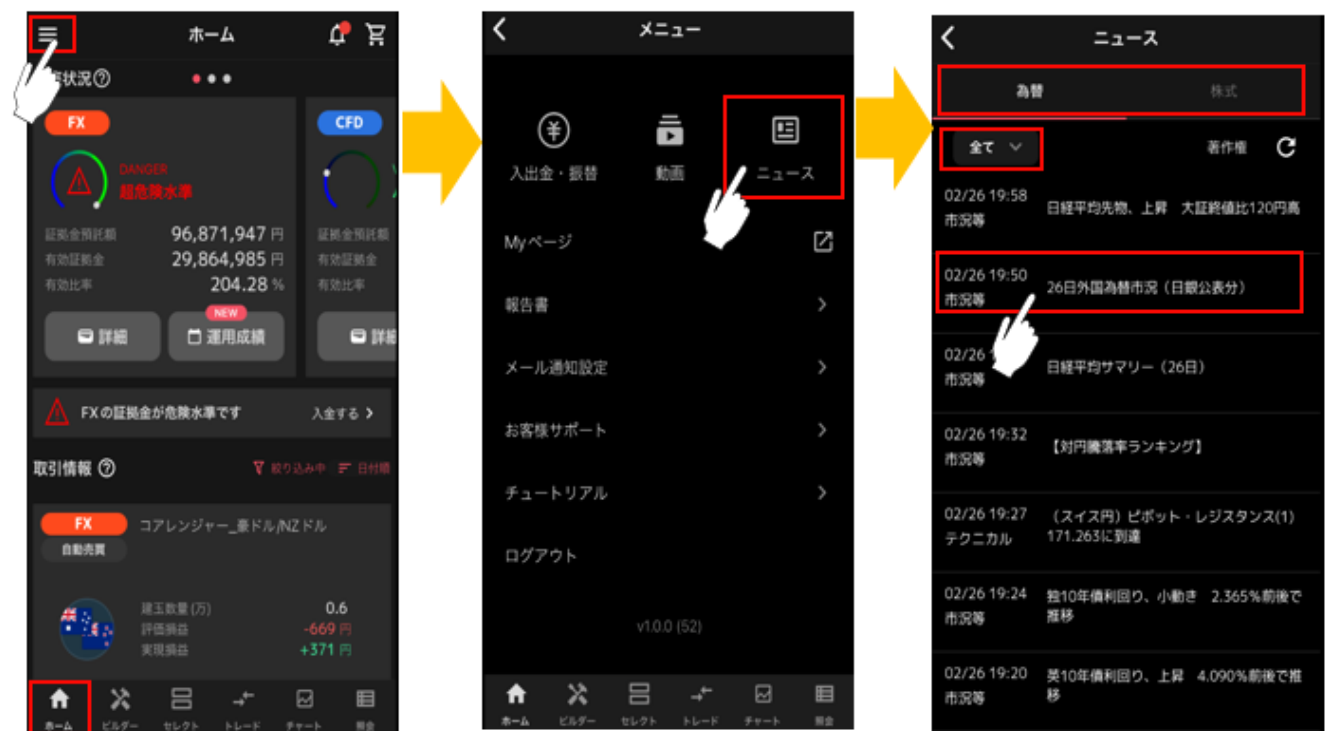 ホーム
状況?
FX
CFD
DANGER
超危険水準
証拠金預託額 96,871,947 円
有効証拠金 29,864,985 円
有効比率 204.28 %
証拠金預託額
有効証拠金
有効比率
NEW
詳細
運用成績
詳細
FXの証拠金が危険水準です
入金する >
取引情報 ?
絞り込み中
日付順
FX
コアレンジャー_豪ドル/NZドル
自動売買
建玉数量(万) 0.6
評価損益 -669 円
実現損益 +371 円
ホーム
ビルダー
セレクト
トレード
チャート
照会
メニュー
入出金・振替
動画
ニュース
Myページ
報告書
メール通知設定
お客様サポート
チュートリアル
ログアウト
v1.0.0 (52)
ホーム
ビルダー
セレクト
トレード
チャート
照会
ニュース
為替
株式
全て
著作権
02/26 19:58
市況等
日経平均先物、上昇 大証終値比120円高
02/26 19:50
市況等
26日外国為替市況(日銀公表分)
02/26
市況等
日経平均サマリー(26日)
02/26 19:32
市況等
【対円騰落率ランキング】
02/26 19:27
テクニカル
(スイス円)ピボット・レジスタンス(1)
171.263に到達
02/26 19:24
市況等
独10年債利回り、小動き 2.365%前後で
推移
02/26 19:20
市況等
英10年債利回り、上昇 4.090%前後で推
移